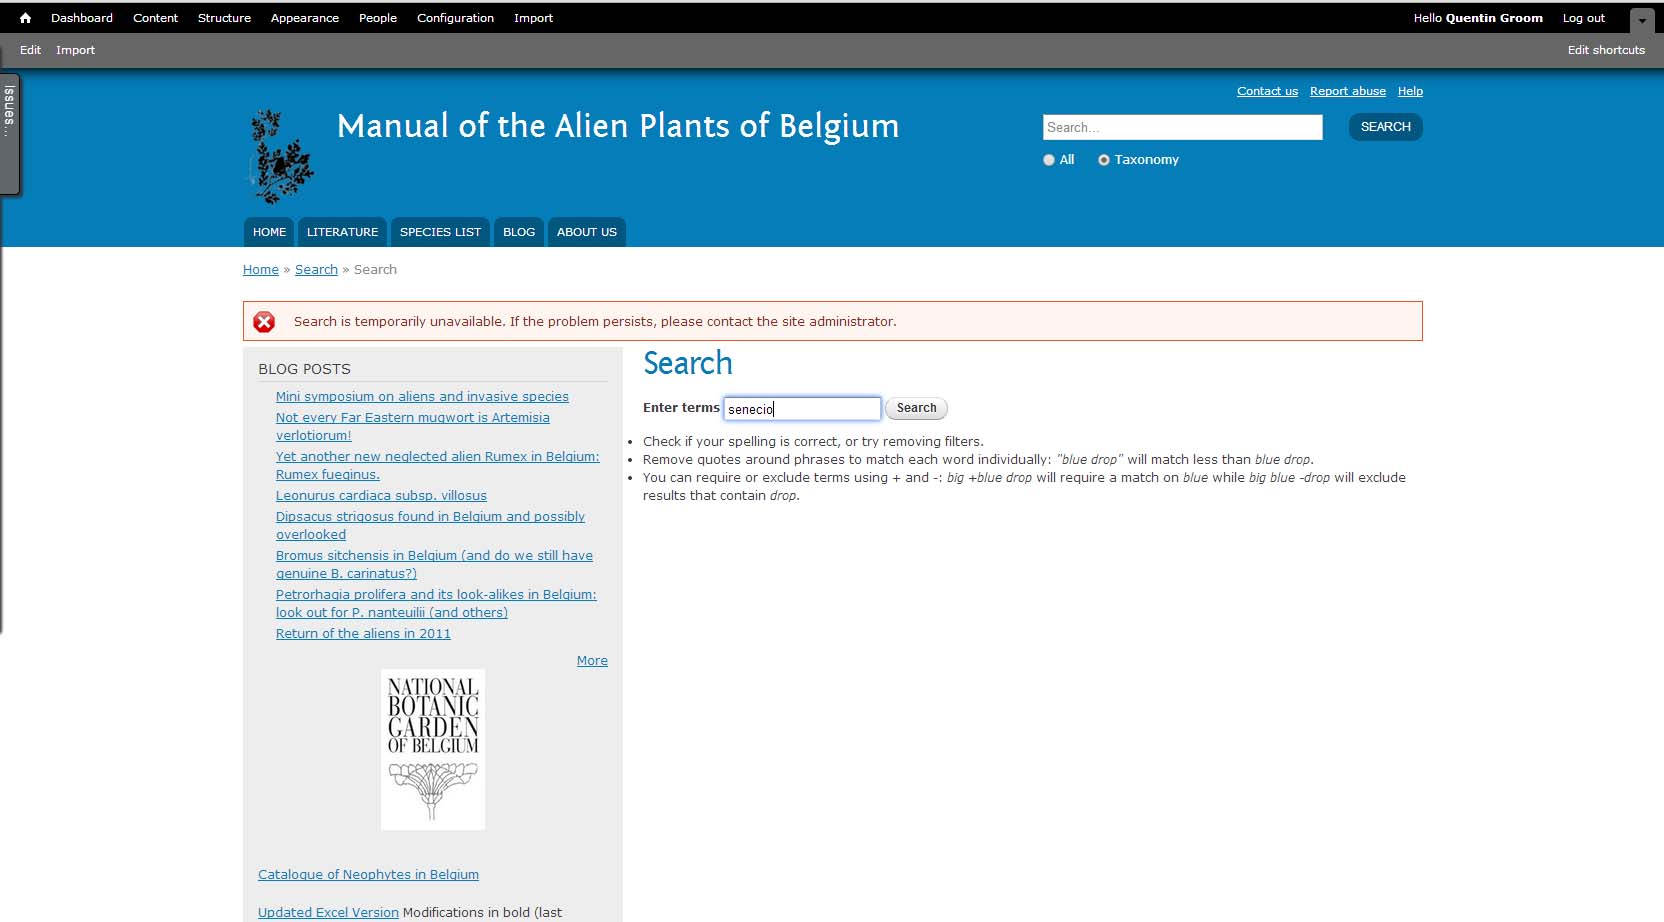 Dashboard Content Structure Appearance People Configuration Import Hello Quentin Groom Log out
Edit Import Edit shortcuts
Issues...
Contact us Report abuse Help
Manual of the Alien Plants of Belgium
Search... SEARCH
All Taxonomy
HOME LITERATURE SPECIES LIST BLOG ABOUT US
Home » Search » Search
Search is temporarily unavailable. If the problem persists, please contact the site administrator.
BLOG POSTS
Mini symposium on aliens and invasive species
Not every Far Eastern mugwort is Artemisia
verlotiorum!
Yet another new neglected alien Rumex in Belgium:
Rumex fueginus.
Leonurus cardiaca subsp. villosus
Dipsacus strigosus found in Belgium and possibly
overlooked
Bromus sitchensis in Belgium (and do we still have
genuine B. carinatus?)
Petrorhagia prolifera and its look-alikes in Belgium:
look out for P. nanteuilii (and others)
Return of the aliens in 2011
More
NATIONAL
BOTANIC
GARDEN
OF BELGIUM
Catalogue of Neophytes in Belgium
Updated Excel Version Modifications in bold (last
Search
Enter terms senecio Search
• Check if your spelling is correct, or try removing filters.
• Remove quotes around phrases to match each word individually: "blue drop" will match less than blue drop.
• You can require or exclude terms using + and -: big +blue drop will require a match on blue while big blue -drop will exclude
results that contain drop.